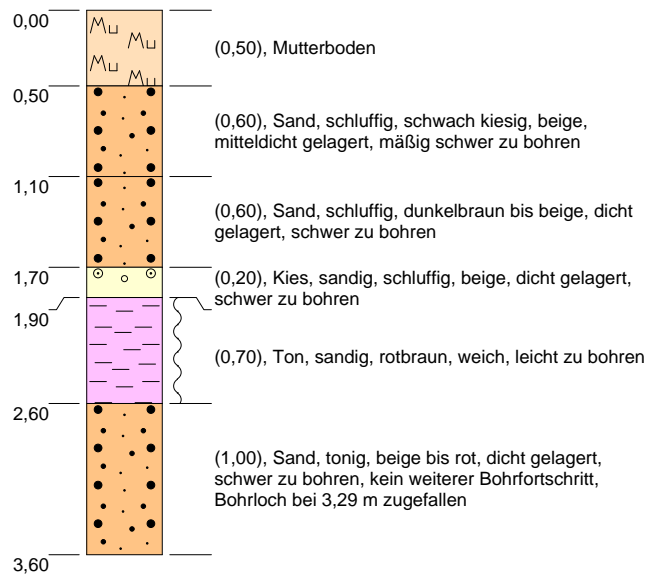 0,00
(0,50), Mutterboden
0,50
(0,60), Sand, schluffig, schwach kiesig, beige,
mitteldicht gelagert, mäßig schwer zu bohren
1,10
(0,60), Sand, schluffig, dunkelbraun bis beige, dicht
gelagert, schwer zu bohren
1,70
(0,20), Kies, sandig, schluffig, beige, dicht gelagert,
schwer zu bohren
1,90
(0,70), Ton, sandig, rotbraun, weich, leicht zu bohren
2,60
(1,00), Sand, tonig, beige bis rot, dicht gelagert,
schwer zu bohren, kein weiterer Bohrfortschritt,
Bohrloch bei 3,29 m zugefallen
3,60